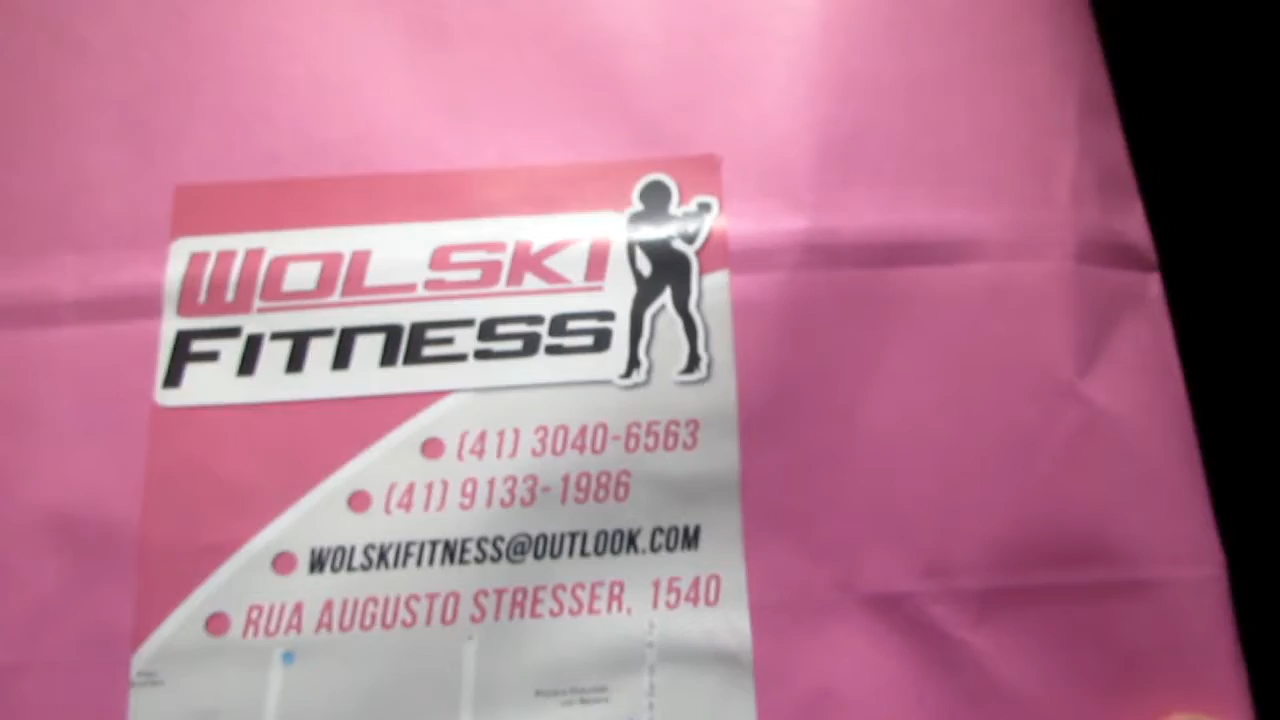 WOLSKI
FITNESS
(41) 3040-6563
(41) 9133-1986
WOLSKIFITNESS@OUTLOOK.COM
RUA AUGUSTO STRESSER, 1540